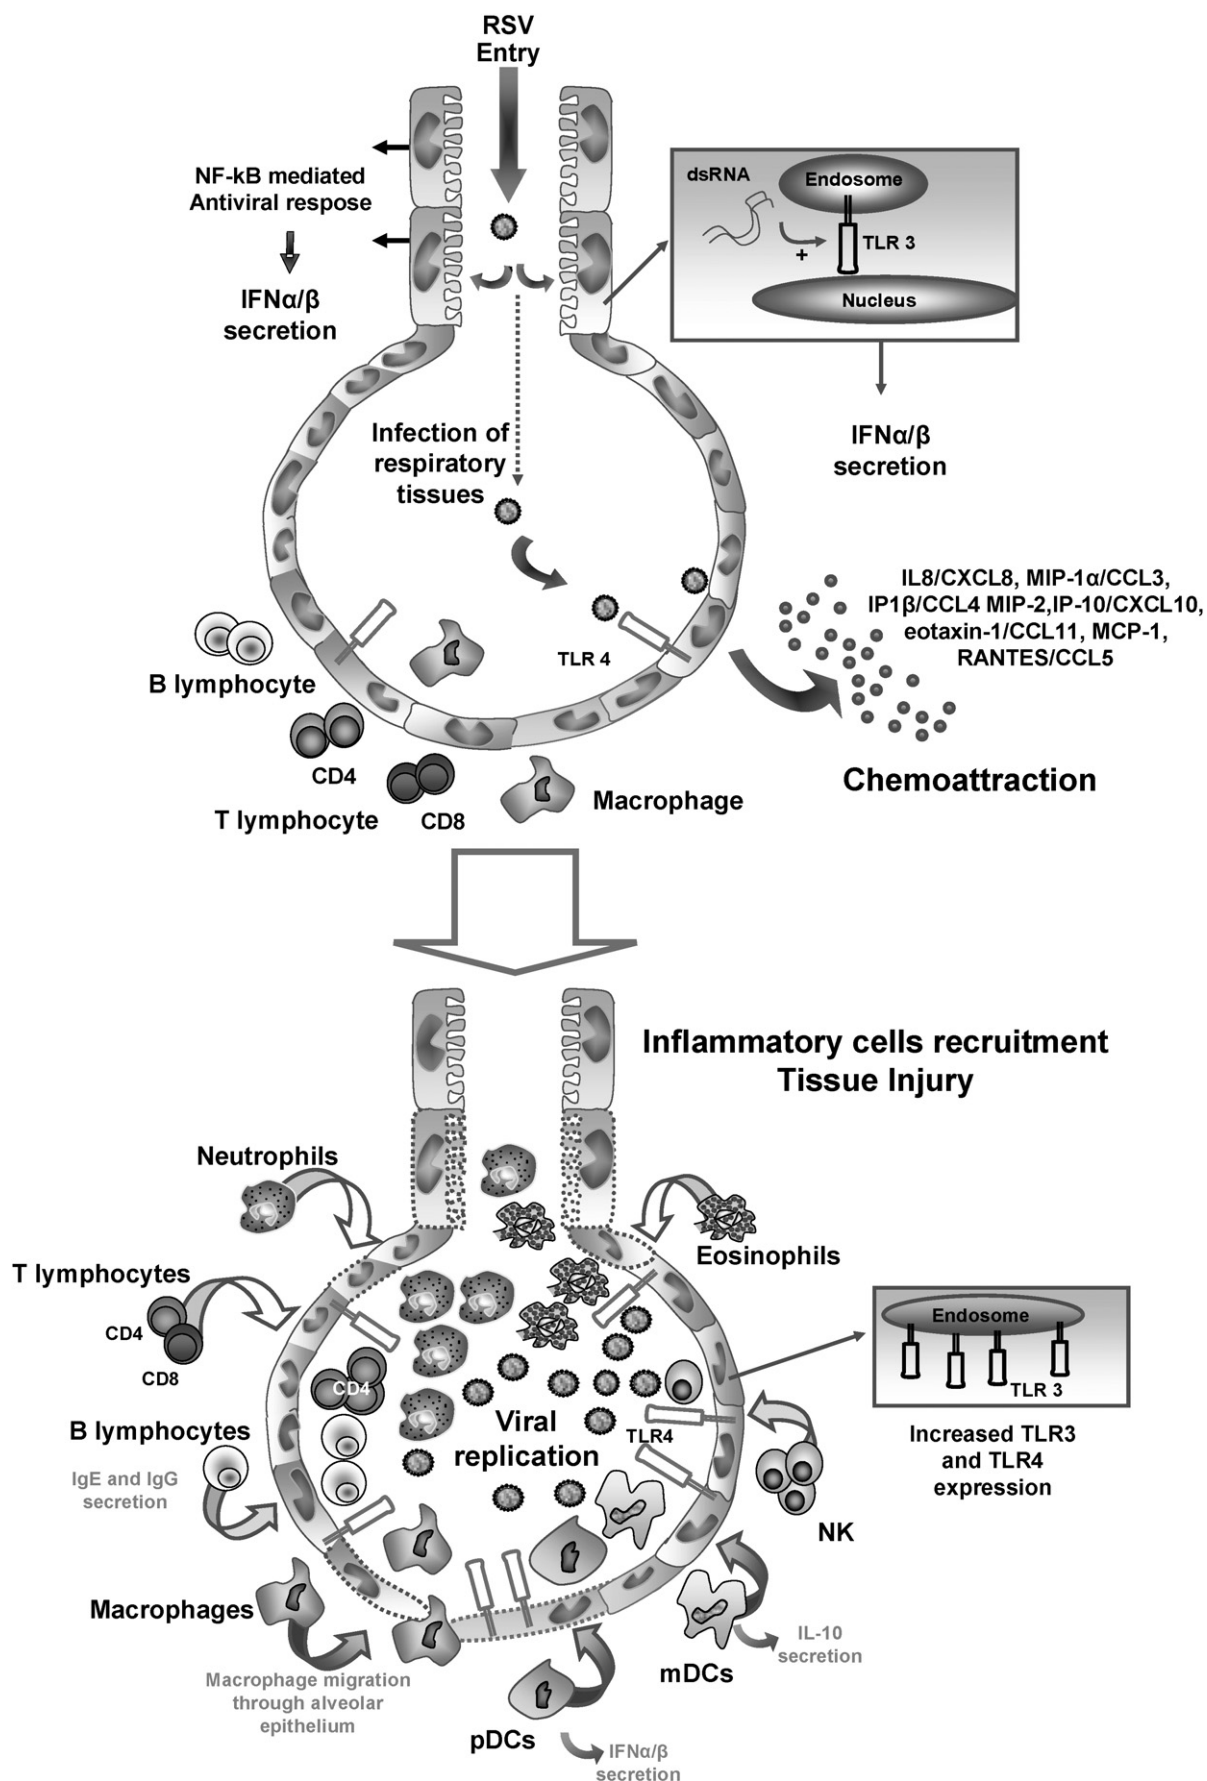 RSV
Entry
NF-kB mediated
Antiviral respose
IFNα/β
secretion
dsRNA
Endosome
TLR 3
+
Nucleus
IFNα/β
secretion
Infection of
respiratory
tissues
TLR 4
IL8/CXCL8, MIP-1α/CCL3,
IP1β/CCL4 MIP-2,IP-10/CXCL10,
eotaxin-1/CCL11, MCP-1,
RANTES/CCL5
Chemoattraction
B lymphocyte
CD4
T lymphocyte
CD8
Macrophage
Inflammatory cells recruitment
Tissue Injury
Neutrophils
Eosinophils
T lymphocytes
CD4
CD8
CD4
Endosome
TLR 3
Increased TLR3
and TLR4
expression
B lymphocytes
IgE and IgG
secretion
Viral
replication
TLR4
NK
Macrophages
Macrophage migration
through alveolar
epithelium
mDCs
IL-10
secretion
pDCs
IFNα/β
secretion